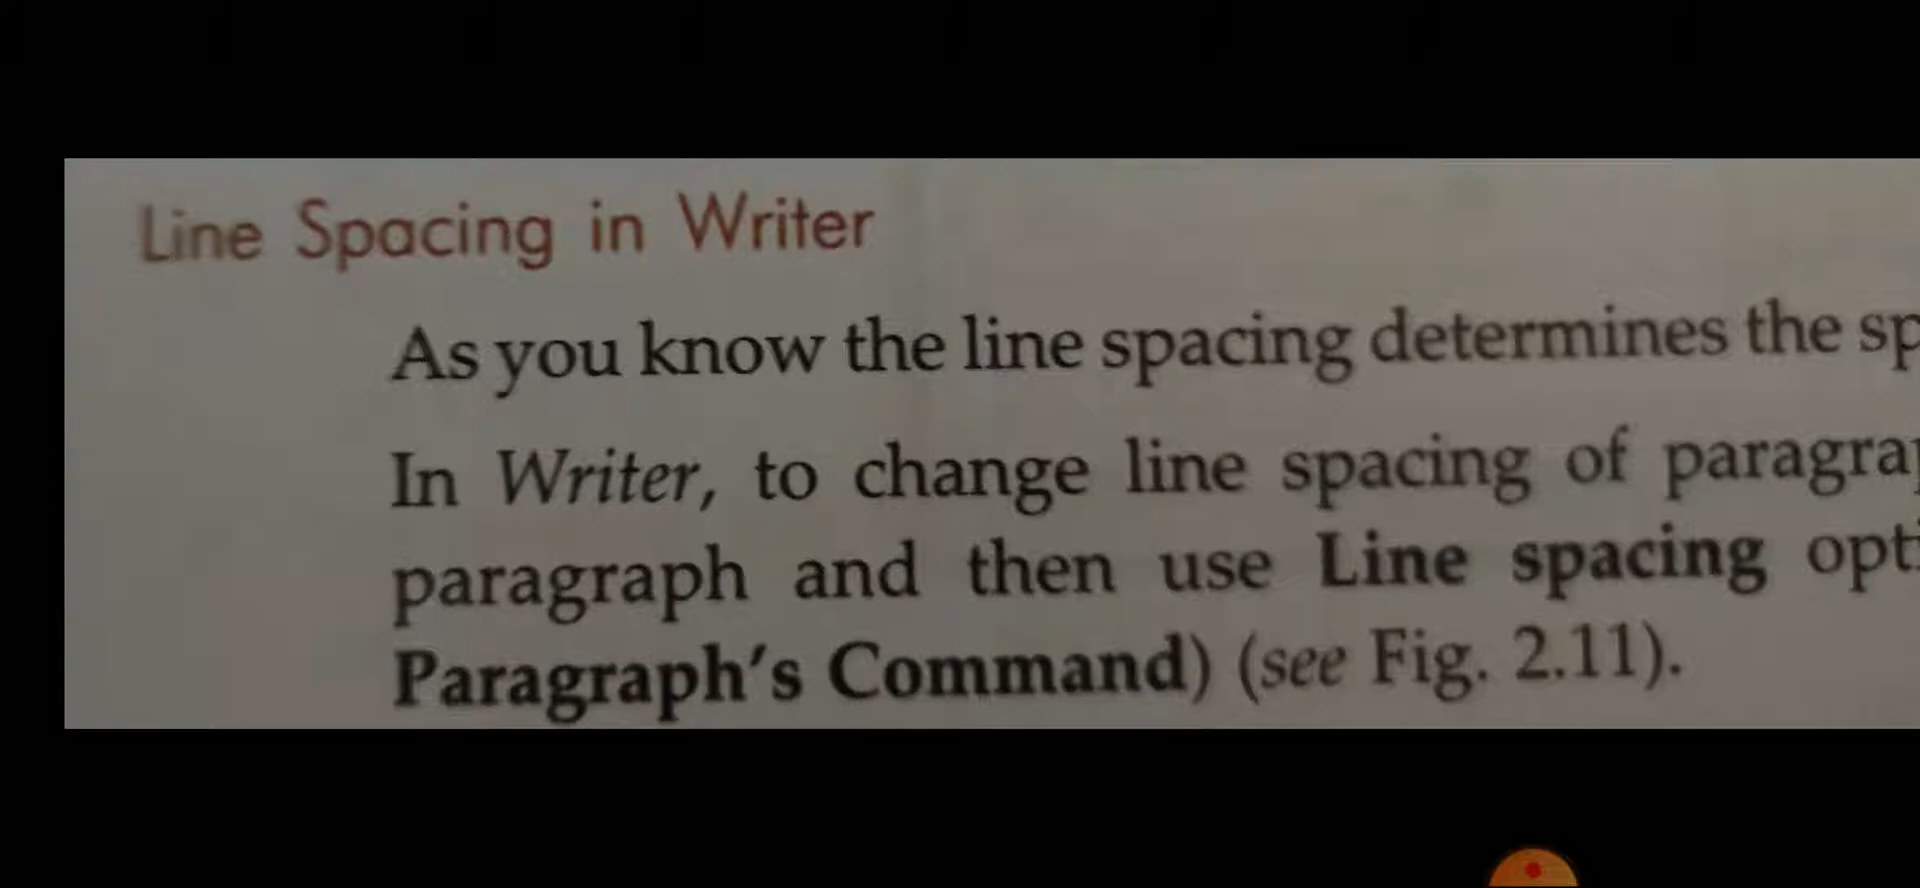 Line Spacing in Writer
As you know the line spacing determines the
In Writer, to change line spacing of
paragraph and then use Line spacing
Paragraph's Command) (see Fig. 2.11).